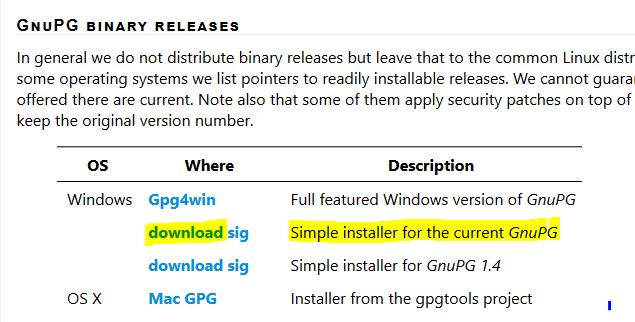 GnuPG binary releases
In general we do not distribute binary releases but leave that to the common Linux distr
some operating systems we list pointers to readily installable releases. We cannot guara
offered there are current. Note also that some of them apply security patches on top of
keep the original version number.
OS Where Description
Windows Gpg4win Full featured Windows version of GnuPG
download sig Simple installer for the current GnuPG
download sig Simple installer for GnuPG 1.4
OS X Mac GPG Installer from the gpgtools project